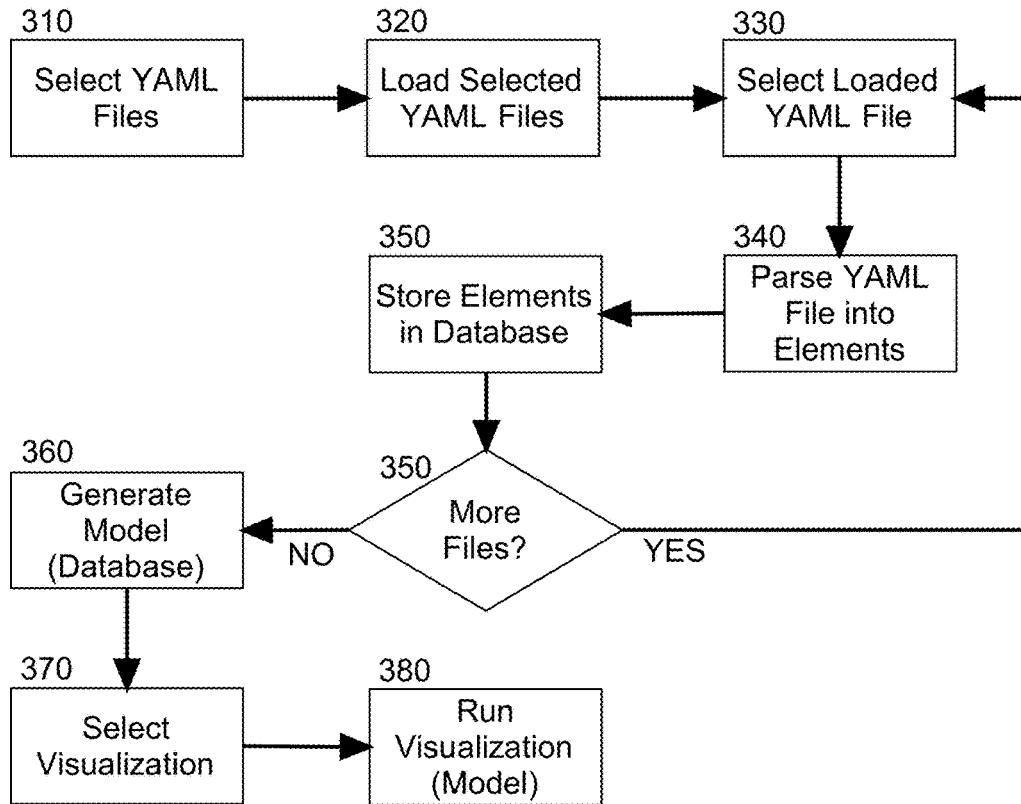 310
Select YAML
Files
320
Load Selected
YAML Files
330
Select Loaded
YAML File
340
Parse YAML
File into
Elements
350
Store Elements
in Database
350
More
Files?
NO
YES
360
Generate
Model
(Database)
370
Select
Visualization
380
Run
Visualization
(Model)